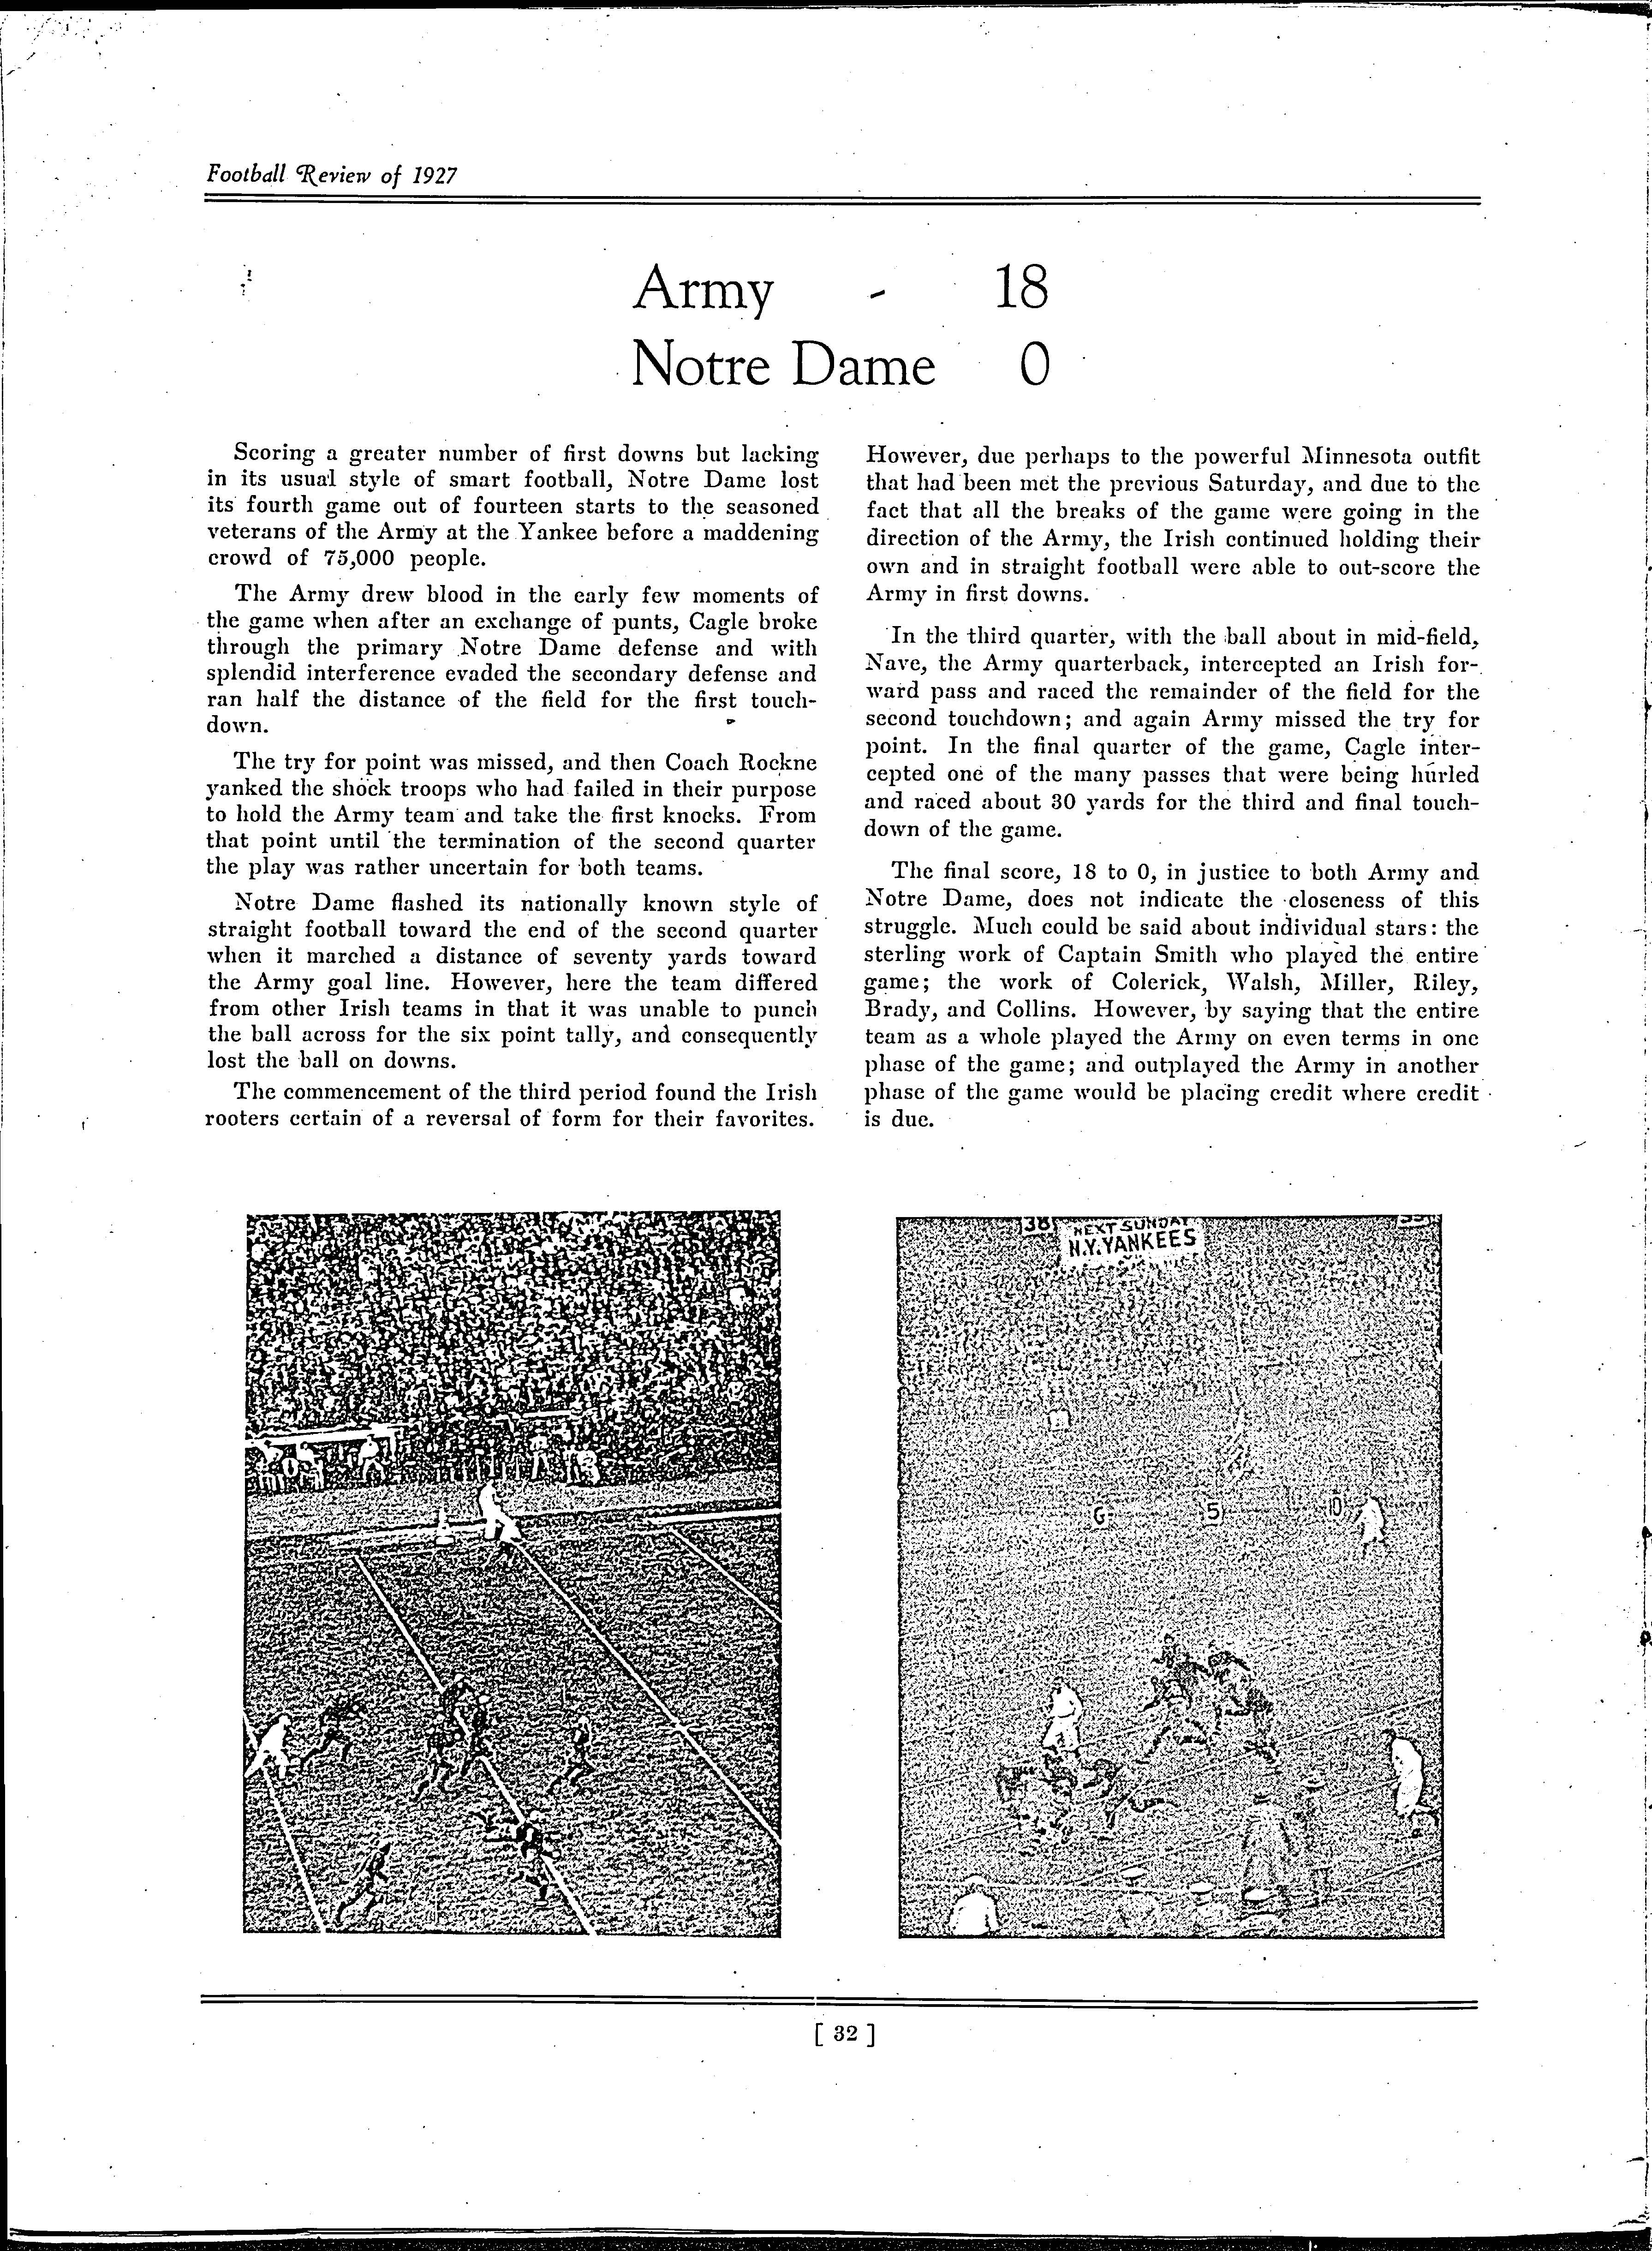 Football Review of 1927
Army - 18
Notre Dame 0
Scoring a greater number of first downs but lacking
in its usual style of smart football, Notre Dame lost
its fourth game out of fourteen starts to the seasoned
veterans of the Army at the Yankee before a maddening
crowd of 75,000 people.
The Army drew blood in the early few moments of
the game when after an exchange of punts, Cagle broke
through the primary Notre Dame defense and with
splendid interference evaded the secondary defense and
ran half the distance of the field for the first touch-
down.
The try for point was missed, and then Coach Rockne
yanked the shock troops who had failed in their purpose
to hold the Army team and take the first knocks. From
that point until the termination of the second quarter
the play was rather uncertain for both teams.
Notre Dame flashed its nationally known style of
straight football toward the end of the second quarter
when it marched a distance of seventy yards toward
the Army goal line. However, here the team differed
from other Irish teams in that it was unable to punch
the ball across for the six point tally, and consequently
lost the ball on downs.
The commencement of the third period found the Irish
rooters certain of a reversal of form for their favorites.
However, due perhaps to the powerful Minnesota outfit
that had been met the previous Saturday, and due to the
fact that all the breaks of the game were going in the
direction of the Army, the Irish continued holding their
own and in straight football were able to out-score the
Army in first downs.
In the third quarter, with the ball about in mid-field,
Nave, the Army quarterback, intercepted an Irish for-
ward pass and raced the remainder of the field for the
second touchdown; and again Army missed the try for
point. In the final quarter of the game, Cagle inter-
cepted one of the many passes that were being hurled
and raced about 30 yards for the third and final touch-
down of the game.
The final score, 18 to 0, in justice to both Army and
Notre Dame, does not indicate the closeness of this
struggle. Much could be said about individual stars: the
sterling work of Captain Smith who played the entire
game; the work of Colerick, Walsh, Miller, Riley,
Brady, and Collins. However, by saying that the entire
team as a whole played the Army on even terms in one
phase of the game; and outplayed the Army in another
phase of the game would be placing credit where credit
is due.
38
NEXT SUNDAY
N.Y. YANKEES
G 5 10
[ 32 ]